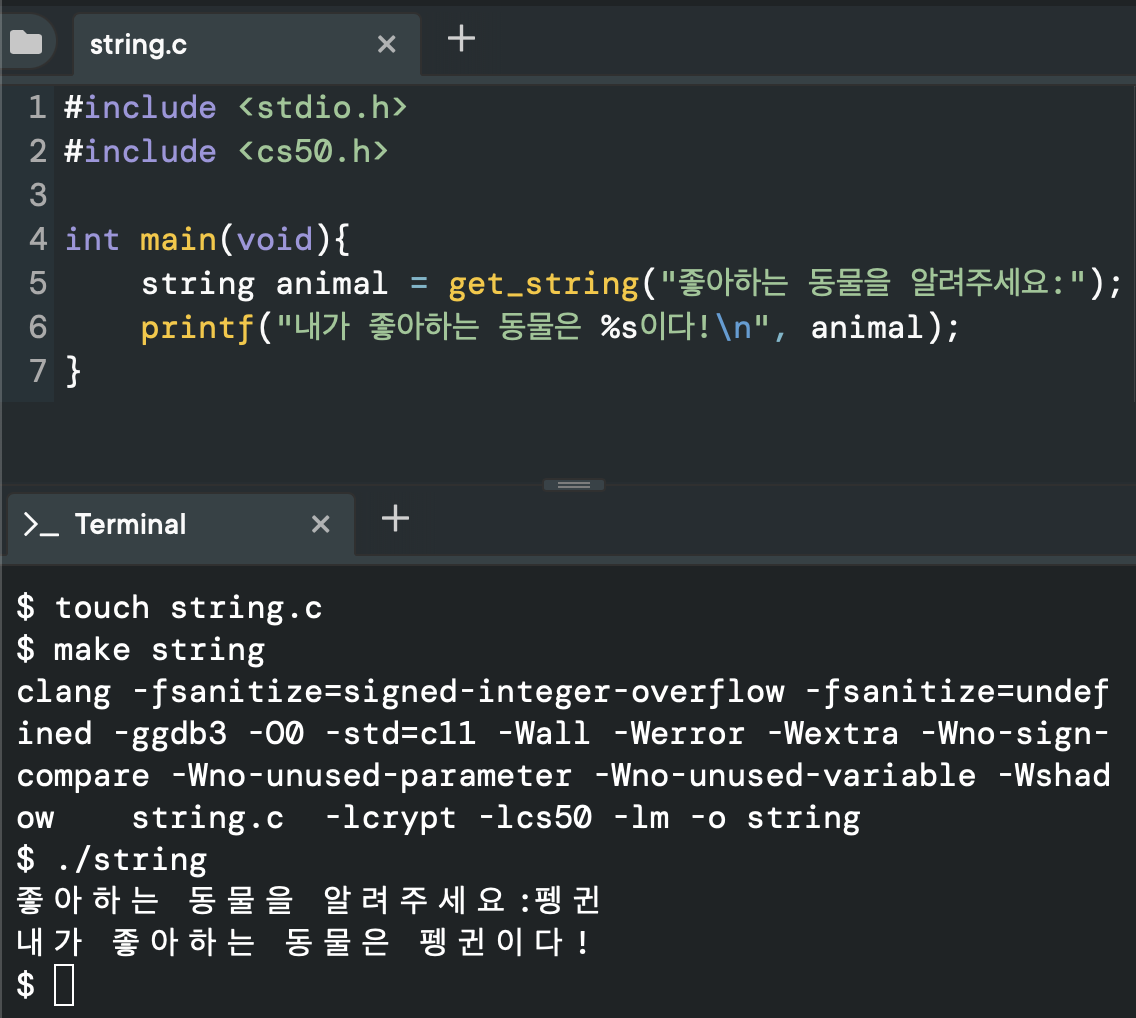 string.c × +
1 #include <stdio.h>
2 #include <cs50.h>
3
4 int main(void){
5     string animal = get_string("좋아하는 동물을 알려주세요:");
6     printf("내가 좋아하는 동물은 %s이다!\n", animal);
7 }
>_ Terminal × +
$ touch string.c
$ make string
clang -fsanitize=signed-integer-overflow -fsanitize=undef
ined -ggdb3 -O0 -std=c11 -Wall -Werror -Wextra -Wno-sign-
compare -Wno-unused-parameter -Wno-unused-variable -Wshad
ow    string.c  -lcrypt -lcs50 -lm -o string
$ ./string
좋아하는 동물을 알려주세요:펭귄
내가 좋아하는 동물은 펭귄이다!
$